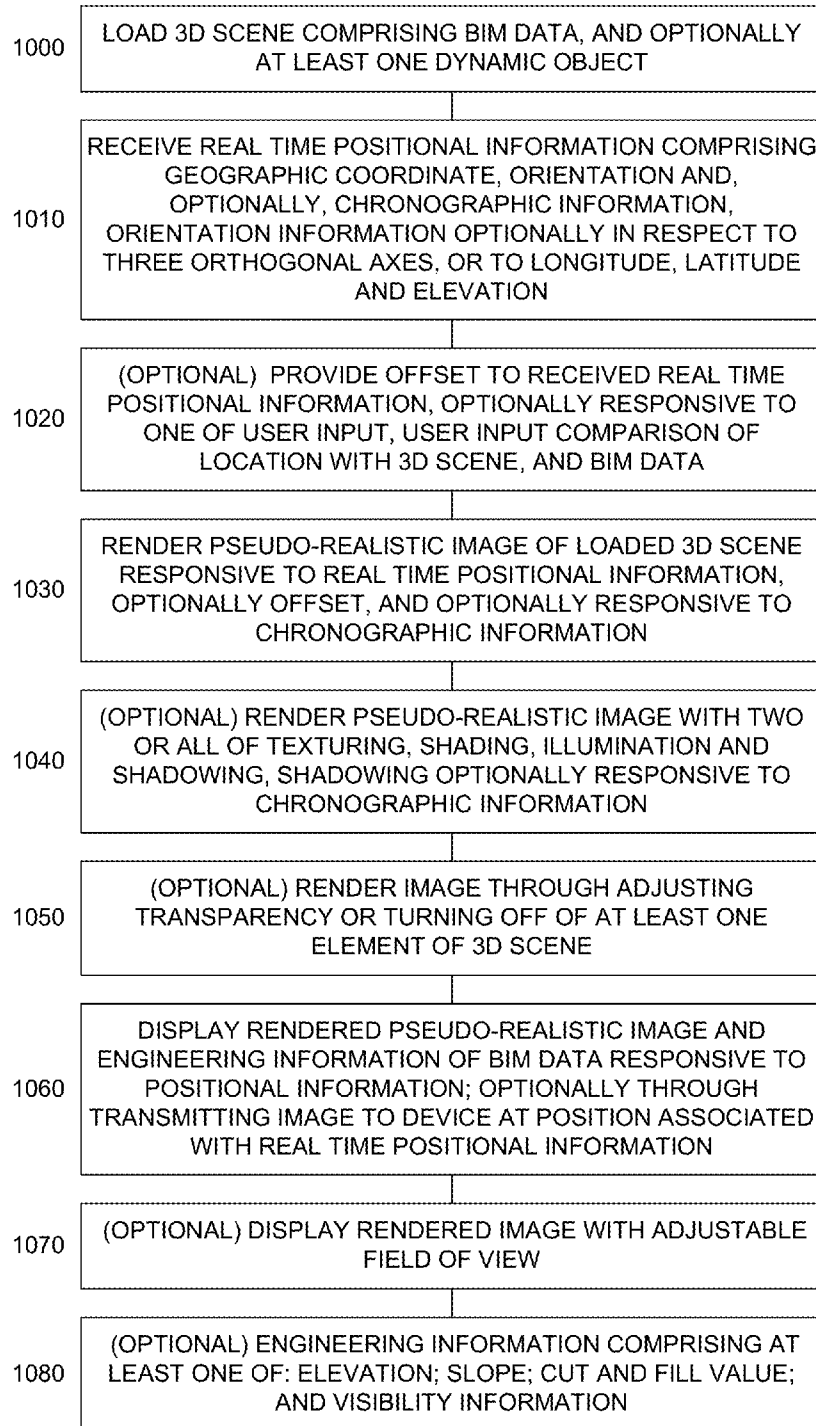 1000
LOAD 3D SCENE COMPRISING BIM DATA, AND OPTIONALLY
AT LEAST ONE DYNAMIC OBJECT
1010
RECEIVE REAL TIME POSITIONAL INFORMATION COMPRISING
GEOGRAPHIC COORDINATE, ORIENTATION AND,
OPTIONALLY, CHRONOGRAPHIC INFORMATION,
ORIENTATION INFORMATION OPTIONALLY IN RESPECT TO
THREE ORTHOGONAL AXES, OR TO LONGITUDE, LATITUDE
AND ELEVATION
1020
(OPTIONAL) PROVIDE OFFSET TO RECEIVED REAL TIME
POSITIONAL INFORMATION, OPTIONALLY RESPONSIVE TO
ONE OF USER INPUT, USER INPUT COMPARISON OF
LOCATION WITH 3D SCENE, AND BIM DATA
1030
RENDER PSEUDO-REALISTIC IMAGE OF LOADED 3D SCENE
RESPONSIVE TO REAL TIME POSITIONAL INFORMATION,
OPTIONALLY OFFSET, AND OPTIONALLY RESPONSIVE TO
CHRONOGRAPHIC INFORMATION
1040
(OPTIONAL) RENDER PSEUDO-REALISTIC IMAGE WITH TWO
OR ALL OF TEXTURING, SHADING, ILLUMINATION AND
SHADOWING, SHADOWING OPTIONALLY RESPONSIVE TO
CHRONOGRAPHIC INFORMATION
1050
(OPTIONAL) RENDER IMAGE THROUGH ADJUSTING
TRANSPARENCY OR TURNING OFF OF AT LEAST ONE
ELEMENT OF 3D SCENE
1060
DISPLAY RENDERED PSEUDO-REALISTIC IMAGE AND
ENGINEERING INFORMATION OF BIM DATA RESPONSIVE TO
POSITIONAL INFORMATION; OPTIONALLY THROUGH
TRANSMITTING IMAGE TO DEVICE AT POSITION ASSOCIATED
WITH REAL TIME POSITIONAL INFORMATION
1070
(OPTIONAL) DISPLAY RENDERED IMAGE WITH ADJUSTABLE
FIELD OF VIEW
1080
(OPTIONAL) ENGINEERING INFORMATION COMPRISING AT
LEAST ONE OF: ELEVATION; SLOPE; CUT AND FILL VALUE;
AND VISIBILITY INFORMATION